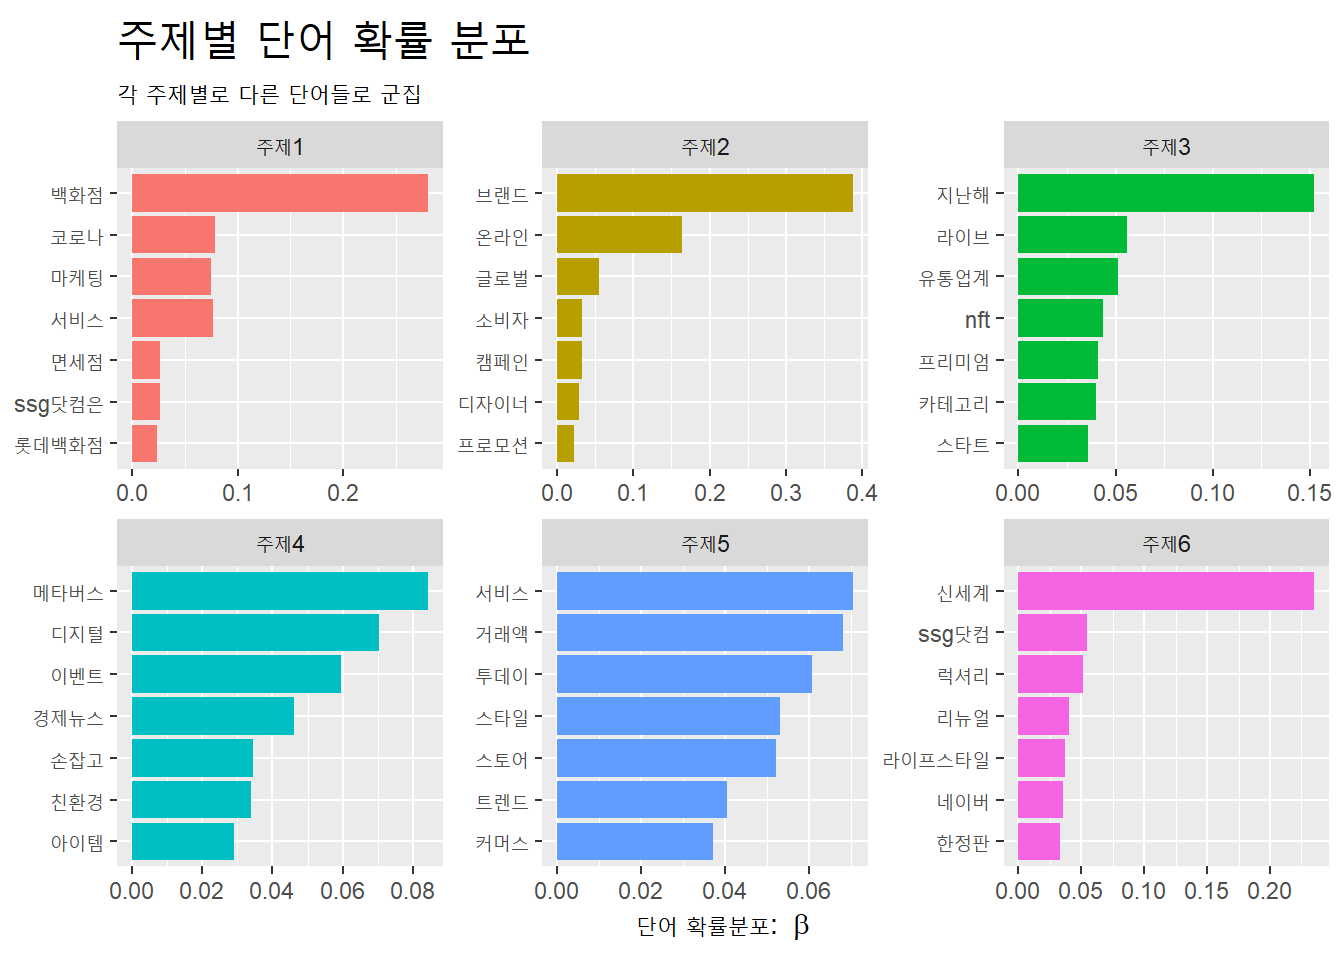 주제별 단어 확률 분포
각 주제별로 다른 단어들로 군집
주제1
백화점
코로나
마케팅
서비스
면세점
ssg닷컴은
롯데백화점
0.0 0.1 0.2
주제2
브랜드
온라인
글로벌
소비자
캠페인
디자이너
프로모션
0.0 0.1 0.2 0.3 0.4
주제3
지난해
라이브
유통업계
nft
프리미엄
카테고리
스타트
0.00 0.05 0.10 0.15
주제4
메타버스
디지털
이벤트
경제뉴스
손잡고
친환경
아이템
0.00 0.02 0.04 0.06 0.08
주제5
서비스
거래액
투데이
스타일
스토어
트렌드
커머스
0.00 0.02 0.04 0.06
주제6
신세계
ssg닷컴
럭셔리
리뉴얼
라이프스타일
네이버
한정판
0.00 0.05 0.10 0.15 0.20
단어 확률분포: β